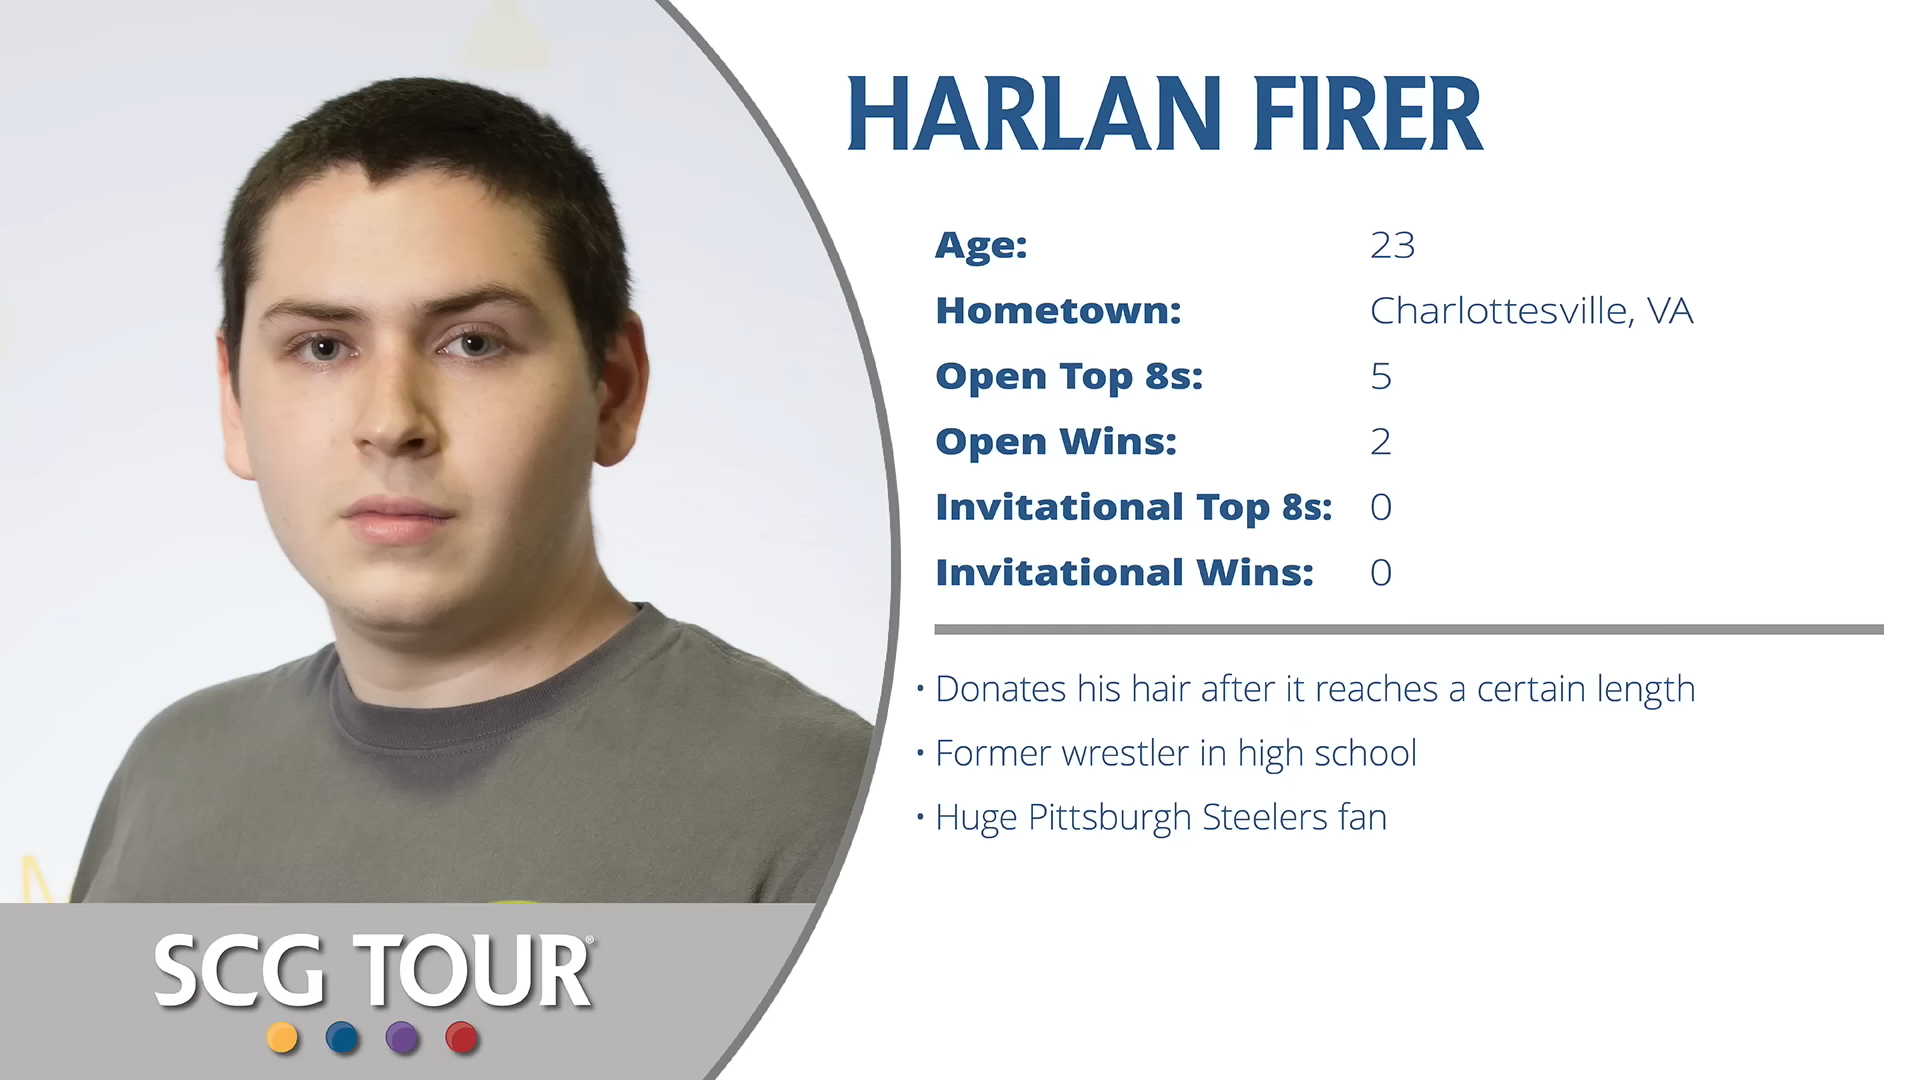 HARLAN FIRER
Age: 23
Hometown: Charlottesville, VA
Open Top 8s: 5
Open Wins: 2
Invitational Top 8s: 0
Invitational Wins: 0
• Donates his hair after it reaches a certain length
• Former wrestler in high school
• Huge Pittsburgh Steelers fan
SCG TOUR®